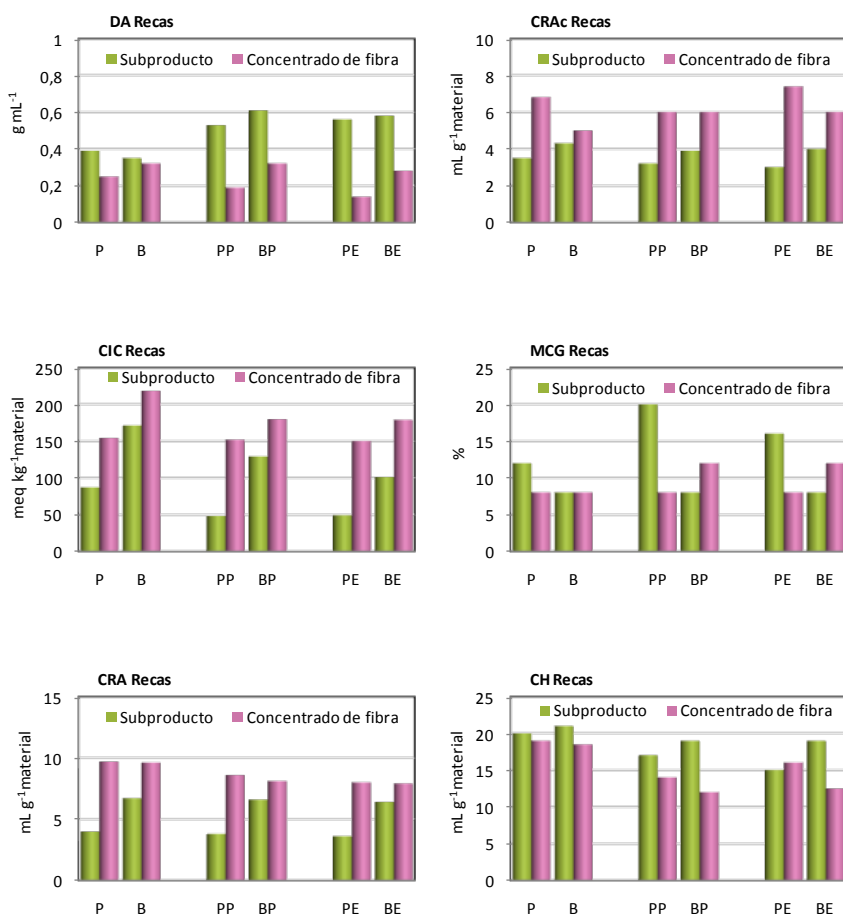 DA Recas
1
0,8
0,6
0,4
0,2
0
g mL⁻¹
Subproducto Concentrado de fibra
P B PP BP PE BE
CRAc Recas
10
8
6
4
2
0
mL g⁻¹material
Subproducto Concentrado de fibra
P B PP BP PE BE
CIC Recas
250
200
150
100
50
0
meq kg⁻¹material
Subproducto Concentrado de fibra
P B PP BP PE BE
MCG Recas
25
20
15
10
5
0
%
Subproducto Concentrado de fibra
P B PP BP PE BE
CRA Recas
15
10
5
0
mL g⁻¹material
Subproducto Concentrado de fibra
P B PP BP PE BE
CH Recas
25
20
15
10
5
0
mL g⁻¹material
Subproducto Concentrado de fibra
P B PP BP PE BE